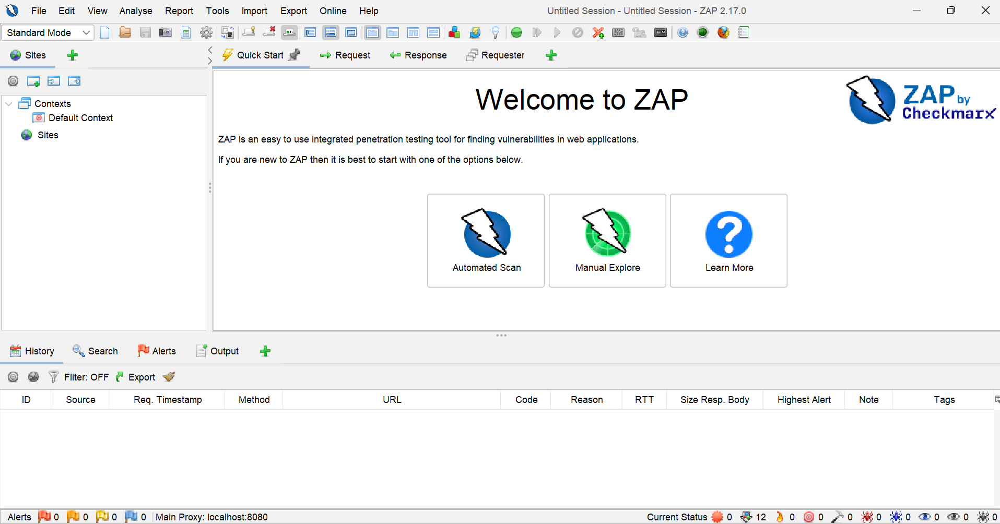 File Edit View Analyse Report Tools Import Export Online Help
Untitled Session - Untitled Session - ZAP 2.17.0
Standard Mode
Sites
Quick Start Request Response Requester
Contexts
Default Context
Sites
Welcome to ZAP
ZAP by
Checkmarx
ZAP is an easy to use integrated penetration testing tool for finding vulnerabilities in web applications.
If you are new to ZAP then it is best to start with one of the options below.
Automated Scan Manual Explore Learn More
History Search Alerts Output
Filter: OFF Export
ID Source Req. Timestamp Method URL Code Reason RTT Size Resp. Body Highest Alert Note Tags
Alerts 0 0 0 0 Main Proxy: localhost:8080 Current Status 0 12 0 0 0 0 0 0 0 0